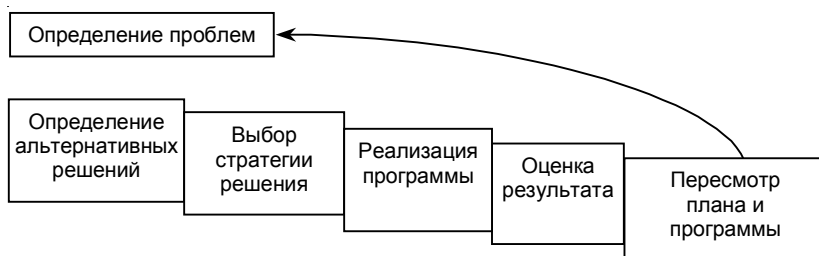 Определение проблем
Определение
альтернативных
решений
Выбор
стратегии
решения
Реализация
программы
Оценка
результата
Пересмотр
плана и
программы